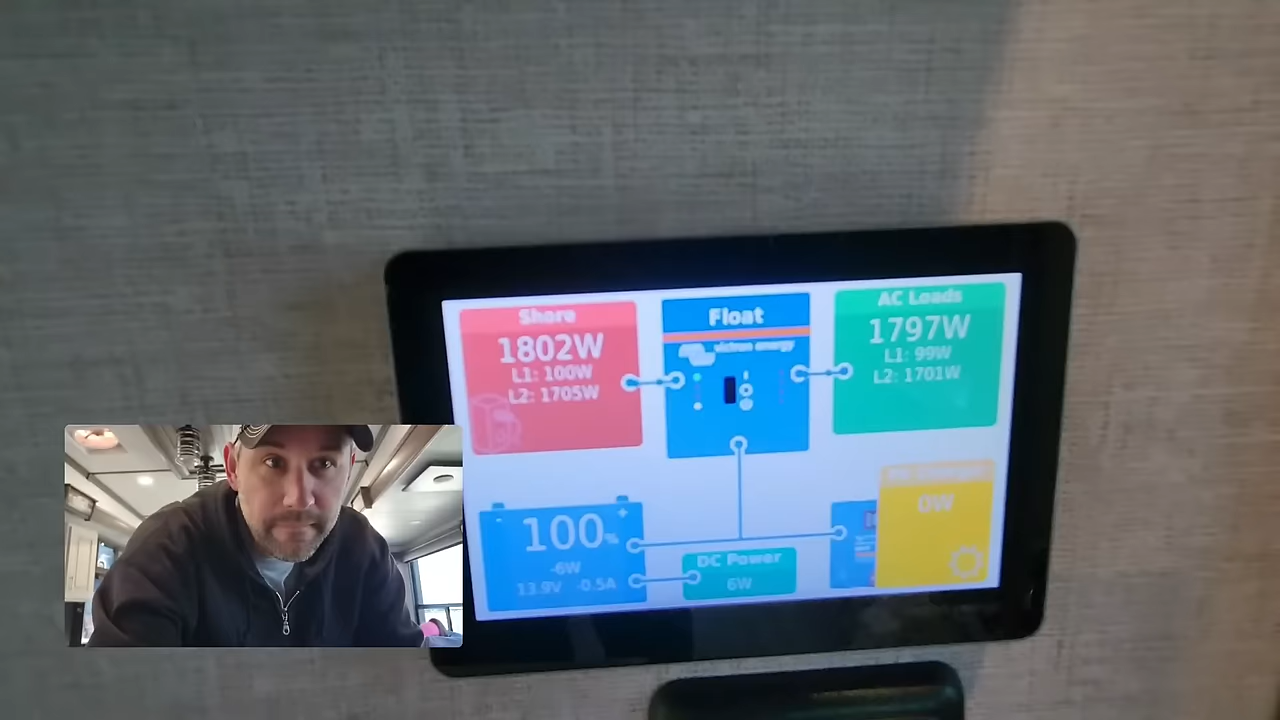 Shore
1802W
L1: 100W
L2: 1705W
Float
victron energy
AC Loads
1797W
L1: 99W
L2: 1701W
100%
-6W
13.9V -0.5A
DC Power
6W
0W